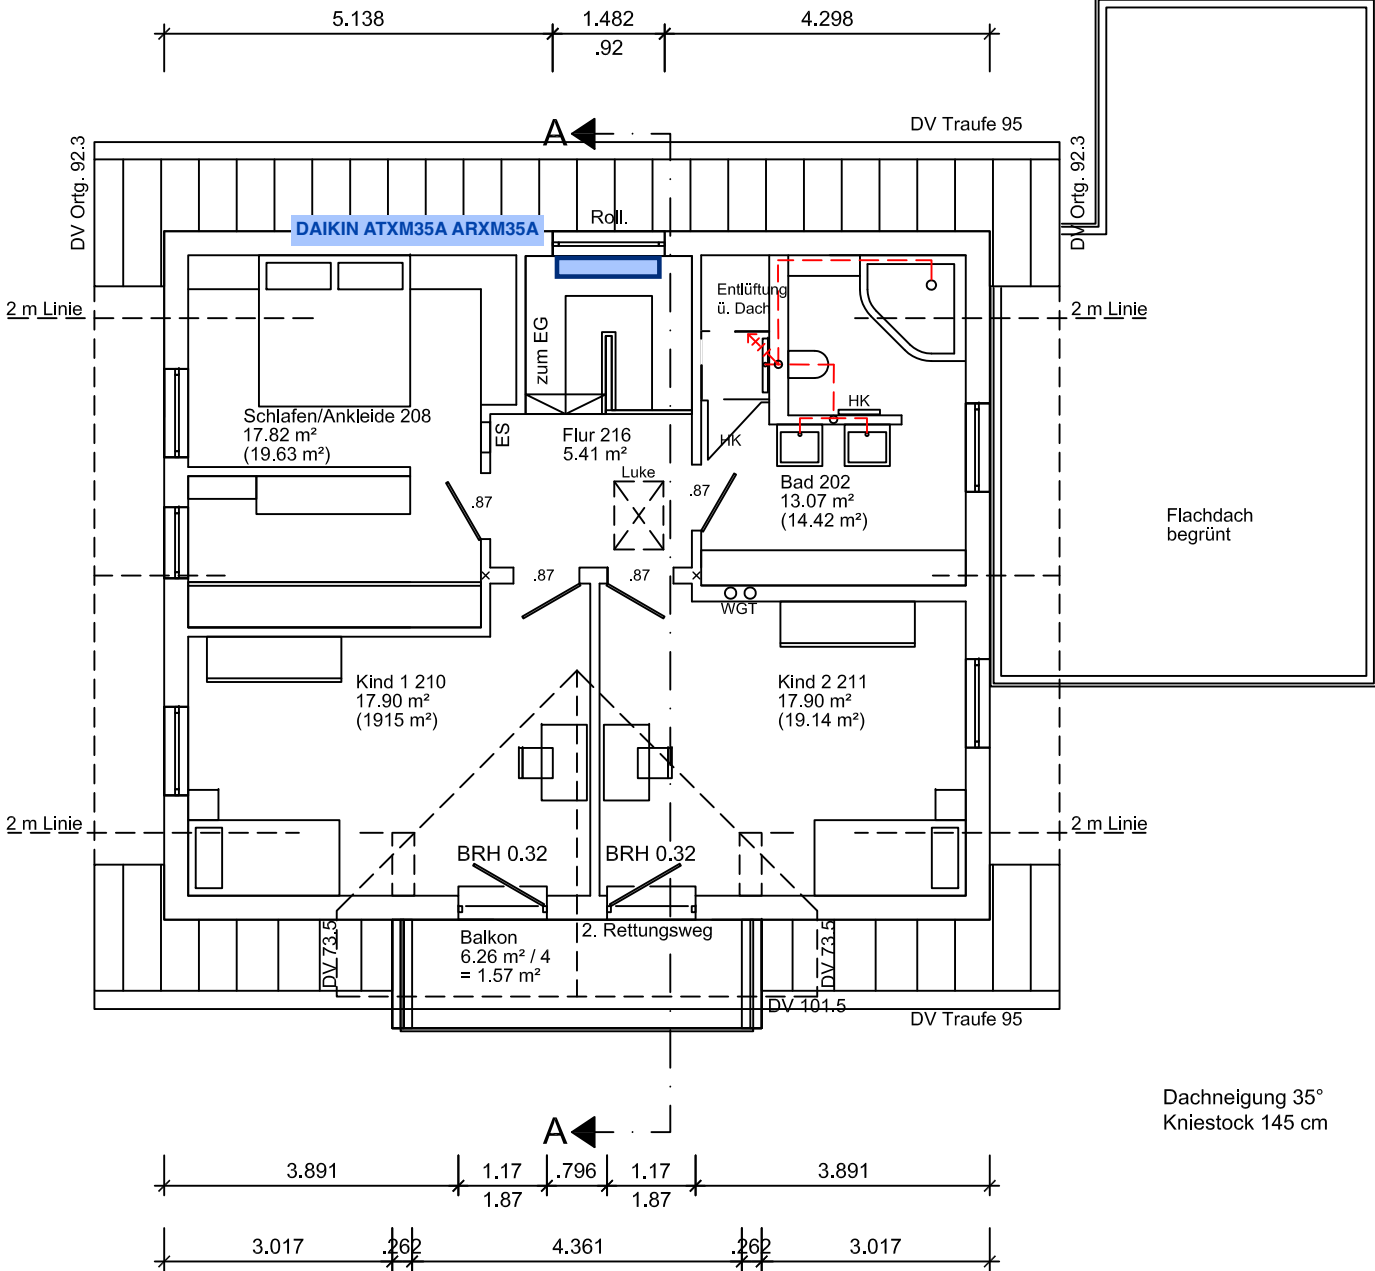 5.138
1.482
4.298
.92
DV Traufe 95
A
DV Ortg. 92.3
DV Ortg. 92.3
Roll.
DAIKIN ATXM35A ARXM35A
Entlüftung
ü. Dach
2 m Linie
2 m Linie
zum EG
HK
Schlafen/Ankleide 208
17.82 m²
(19.63 m²)
ES
Flur 216
5.41 m²
HK
Luke
Bad 202
13.07 m²
(14.42 m²)
.87
.87
Flachdach
begrünt
.87
.87
WGT
Kind 1 210
17.90 m²
(1915 m²)
Kind 2 211
17.90 m²
(19.14 m²)
2 m Linie
2 m Linie
BRH 0.32
BRH 0.32
DV 73.5
Balkon
6.26 m² / 4
= 1.57 m²
2. Rettungsweg
DV 73.5
DV 101.5
DV Traufe 95
Dachneigung 35°
Kniestock 145 cm
A
3.891
1.17
.796
1.17
3.891
1.87
1.87
3.017
.262
4.361
.262
3.017